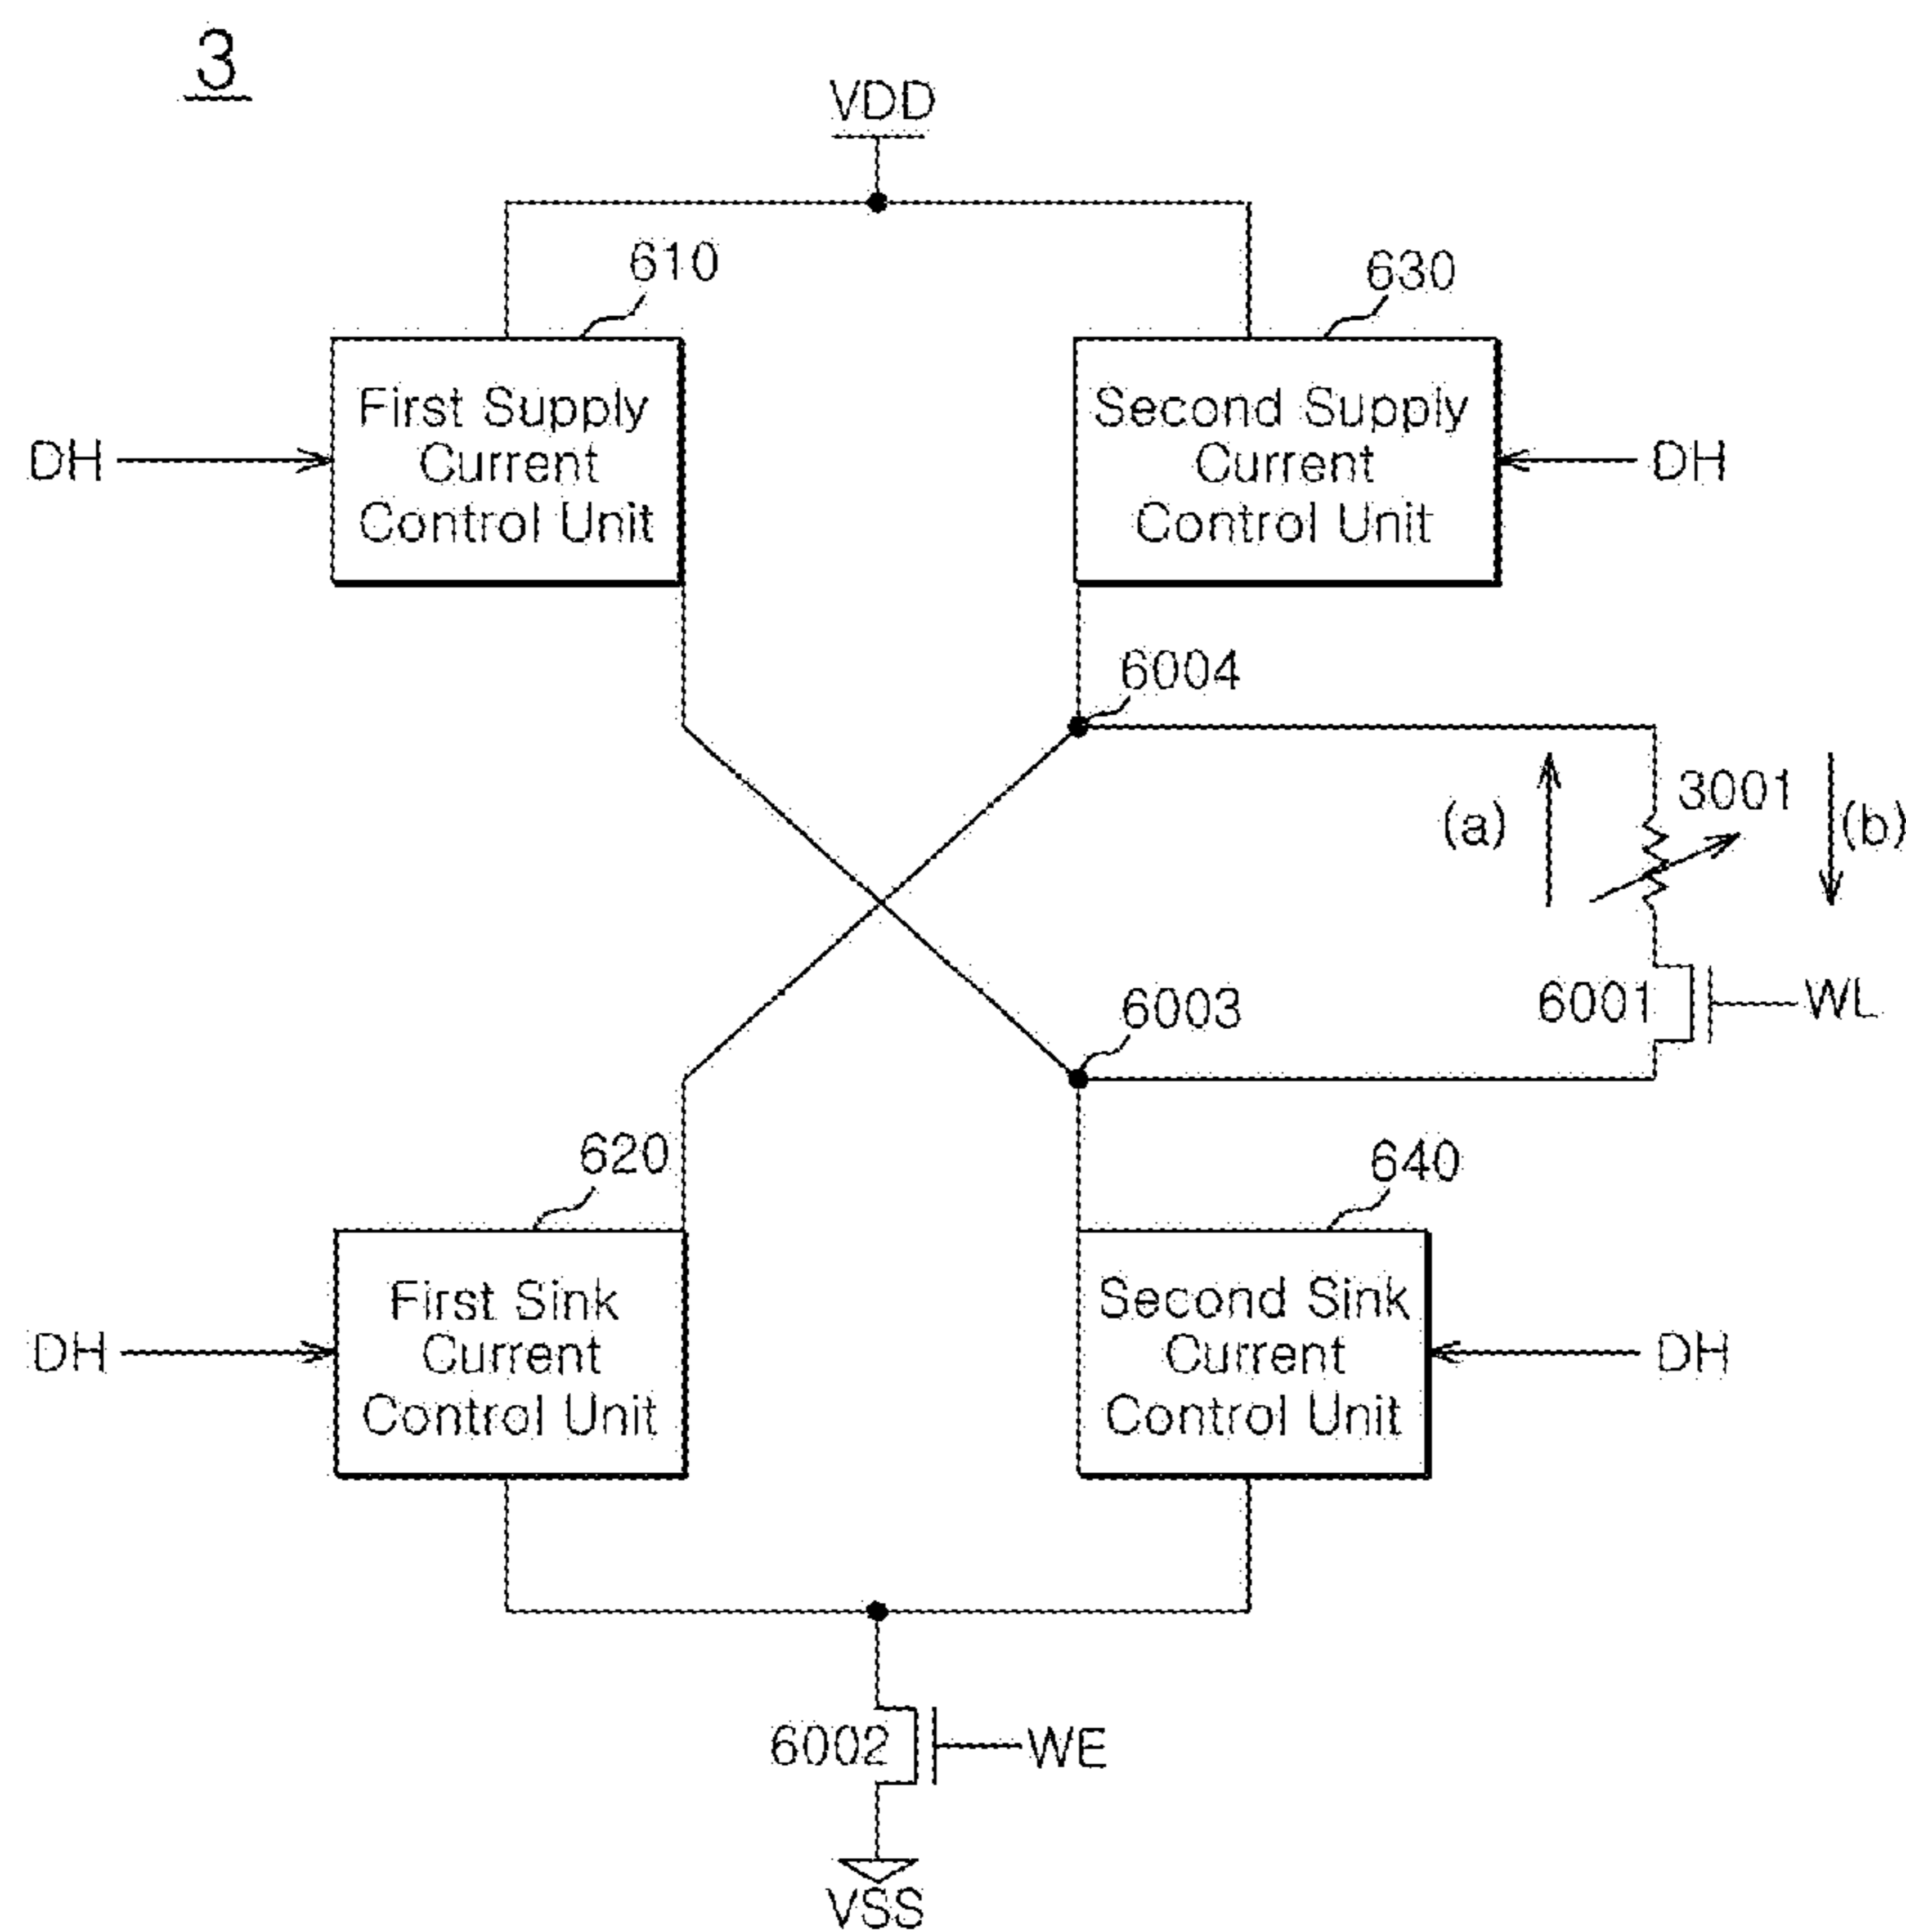 3
VDD
610
630
First Supply
Current
Control Unit
Second Supply
Current
Control Unit
DH
DH
6004
(a)
3001
(b)
6003
6001
WL
620
640
First Sink
Current
Control Unit
Second Sink
Current
Control Unit
DH
DH
6002
WE
VSS